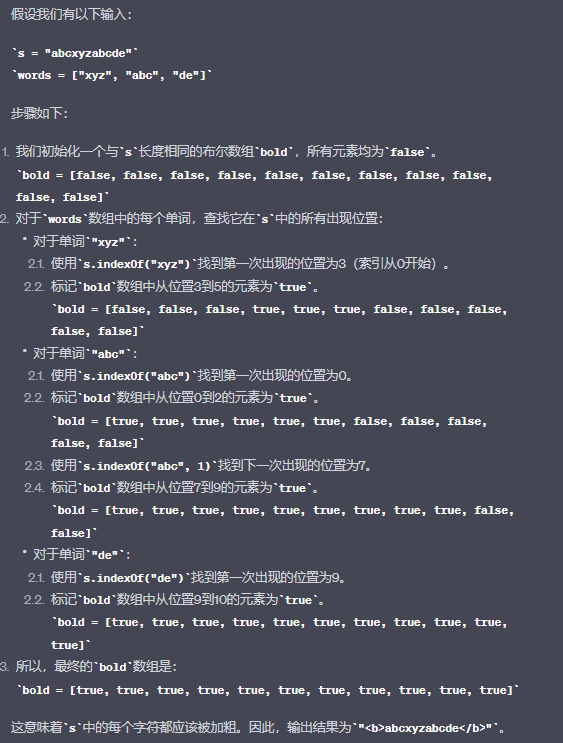 假设我们有以下输入：
`s = "abcxyzabcde"`
`words = ["xyz", "abc", "de"]`
步骤如下：
1. 我们初始化一个与`s`长度相同的布尔数组`bold`，所有元素均为`false`。
`bold = [false, false, false, false, false, false, false, false, false,
false, false]`
2. 对于`words`数组中的每个单词，查找它在`s`中的所有出现位置：
• 对于单词`"xyz"`：
2.1. 使用`s.indexOf("xyz")`找到第一次出现的位置为3（索引从0开始）。
2.2. 标记`bold`数组中从位置3到5的元素为`true`。
`bold = [false, false, false, true, true, true, false, false, false,
false, false]`
• 对于单词`"abc"`：
2.1. 使用`s.indexOf("abc")`找到第一次出现的位置为0。
2.2. 标记`bold`数组中从位置0到2的元素为`true`。
`bold = [true, true, true, true, true, true, false, false, false,
false, false]`
2.3. 使用`s.indexOf("abc", 1)`找到下一次出现的位置为7。
2.4. 标记`bold`数组中从位置7到9的元素为`true`。
`bold = [true, true, true, true, true, true, true, true, true, false,
false]`
• 对于单词`"de"`：
2.1. 使用`s.indexOf("de")`找到第一次出现的位置为9。
2.2. 标记`bold`数组中从位置9到10的元素为`true`。
`bold = [true, true, true, true, true, true, true, true, true, true,
true]`
3. 所以，最终的`bold`数组是：
`bold = [true, true, true, true, true, true, true, true, true, true, true]`
这意味着`s`中的每个字符都应该被加粗。因此，输出结果为`"<b>abcxyzabcde</b>"`。